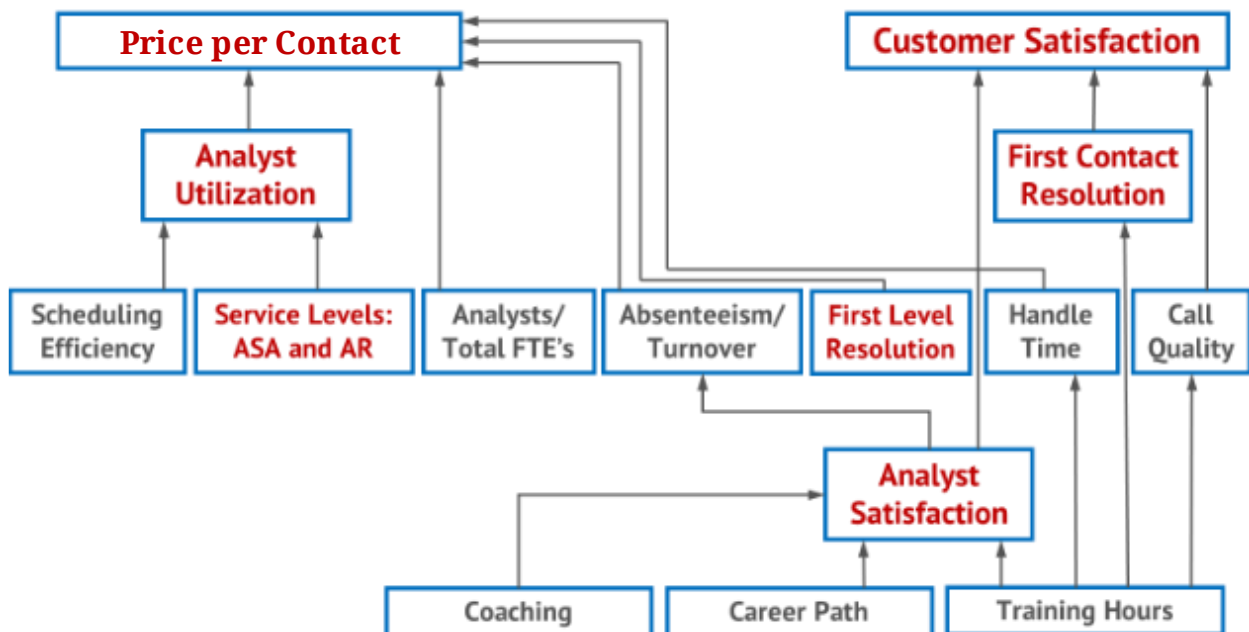 Price per Contact
Customer Satisfaction
Analyst
Utilization
First Contact
Resolution
Scheduling
Efficiency
Service Levels:
ASA and AR
Analysts/
Total FTE's
Absenteeism/
Turnover
First Level
Resolution
Handle
Time
Call
Quality
Analyst
Satisfaction
Coaching
Career Path
Training Hours